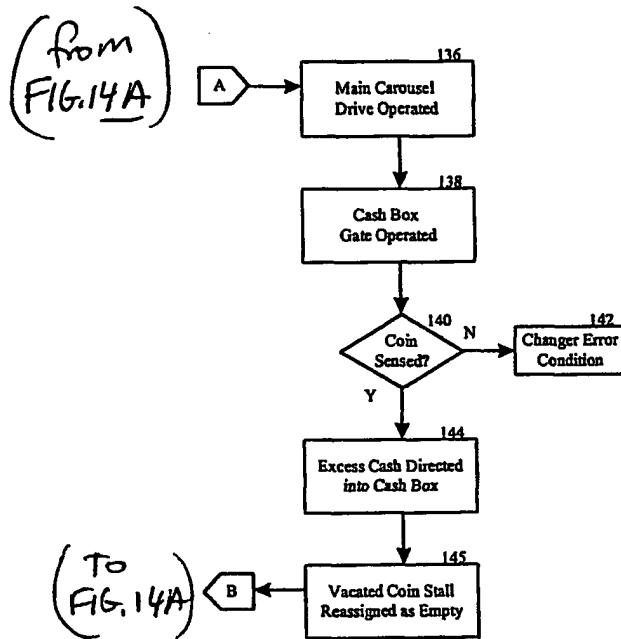 (from
FIG.14A)
A
136
Main Carousel
Drive Operated
138
Cash Box
Gate Operated
140
Coin
Sensed?
N
142
Changer Error
Condition
Y
144
Excess Cash Directed
into Cash Box
145
Vacated Coin Stall
Reassigned as Empty
B
(TO
FIG.14A)